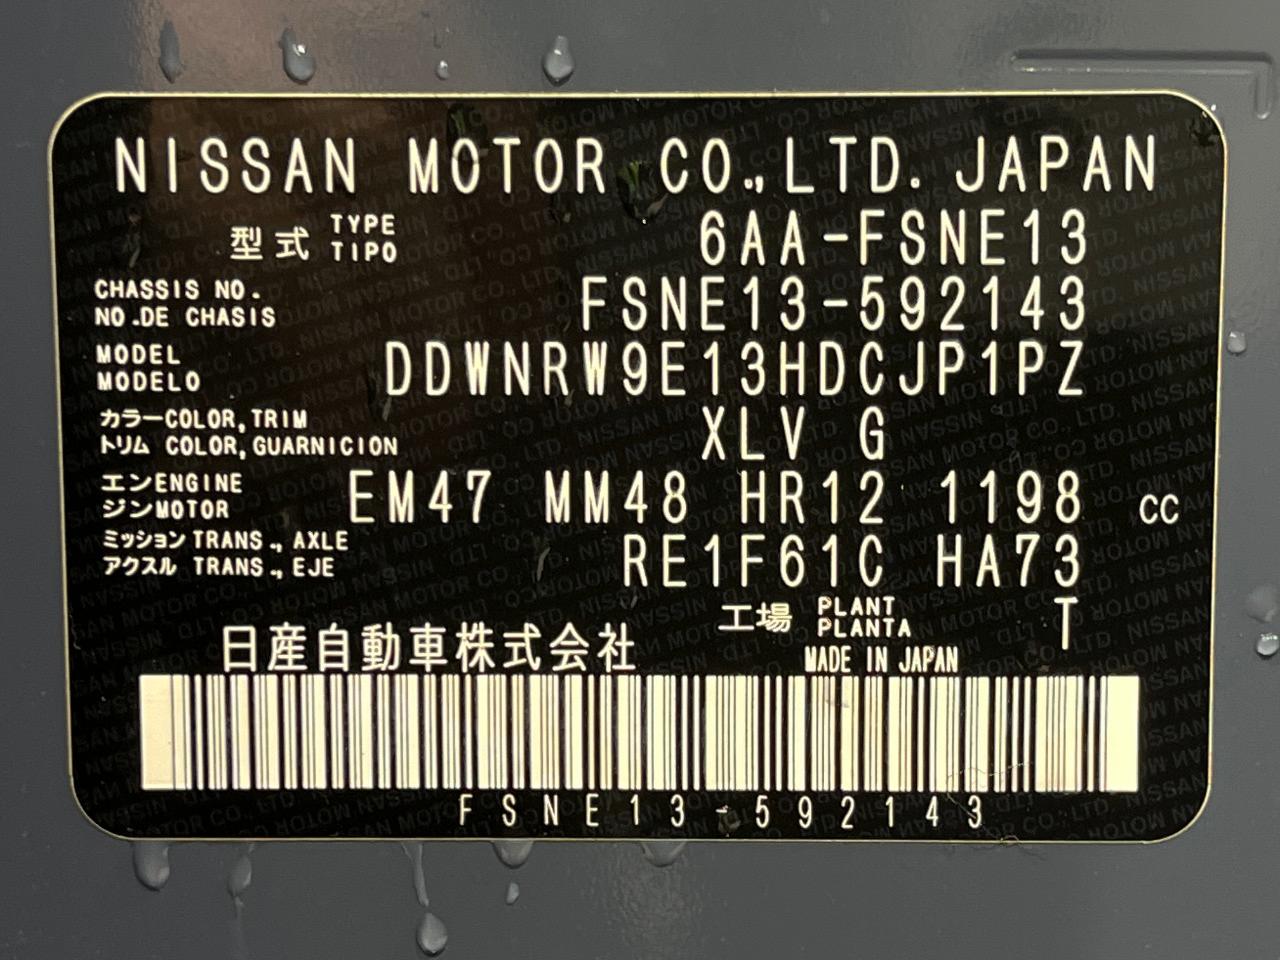 NISSAN MOTOR CO.,LTD. JAPAN
型式 TYPE TIPO 6AA-FSNE13
CHASSIS NO. NO.DE CHASIS FSNE13-592143
MODEL MODELO DDWNRW9E13HDCJP1PZ
カラーCOLOR,TRIM
トリム COLOR,GUARNICION XLV G
エンENGINE
ジンMOTOR EM47 MM48 HR12 1198 CC
ミッション TRANS., AXLE
アクスル TRANS., EJE RE1F61C HA73
工場 PLANT PLANTA T
日産自動車株式会社 MADE IN JAPAN
FSNE13-592143